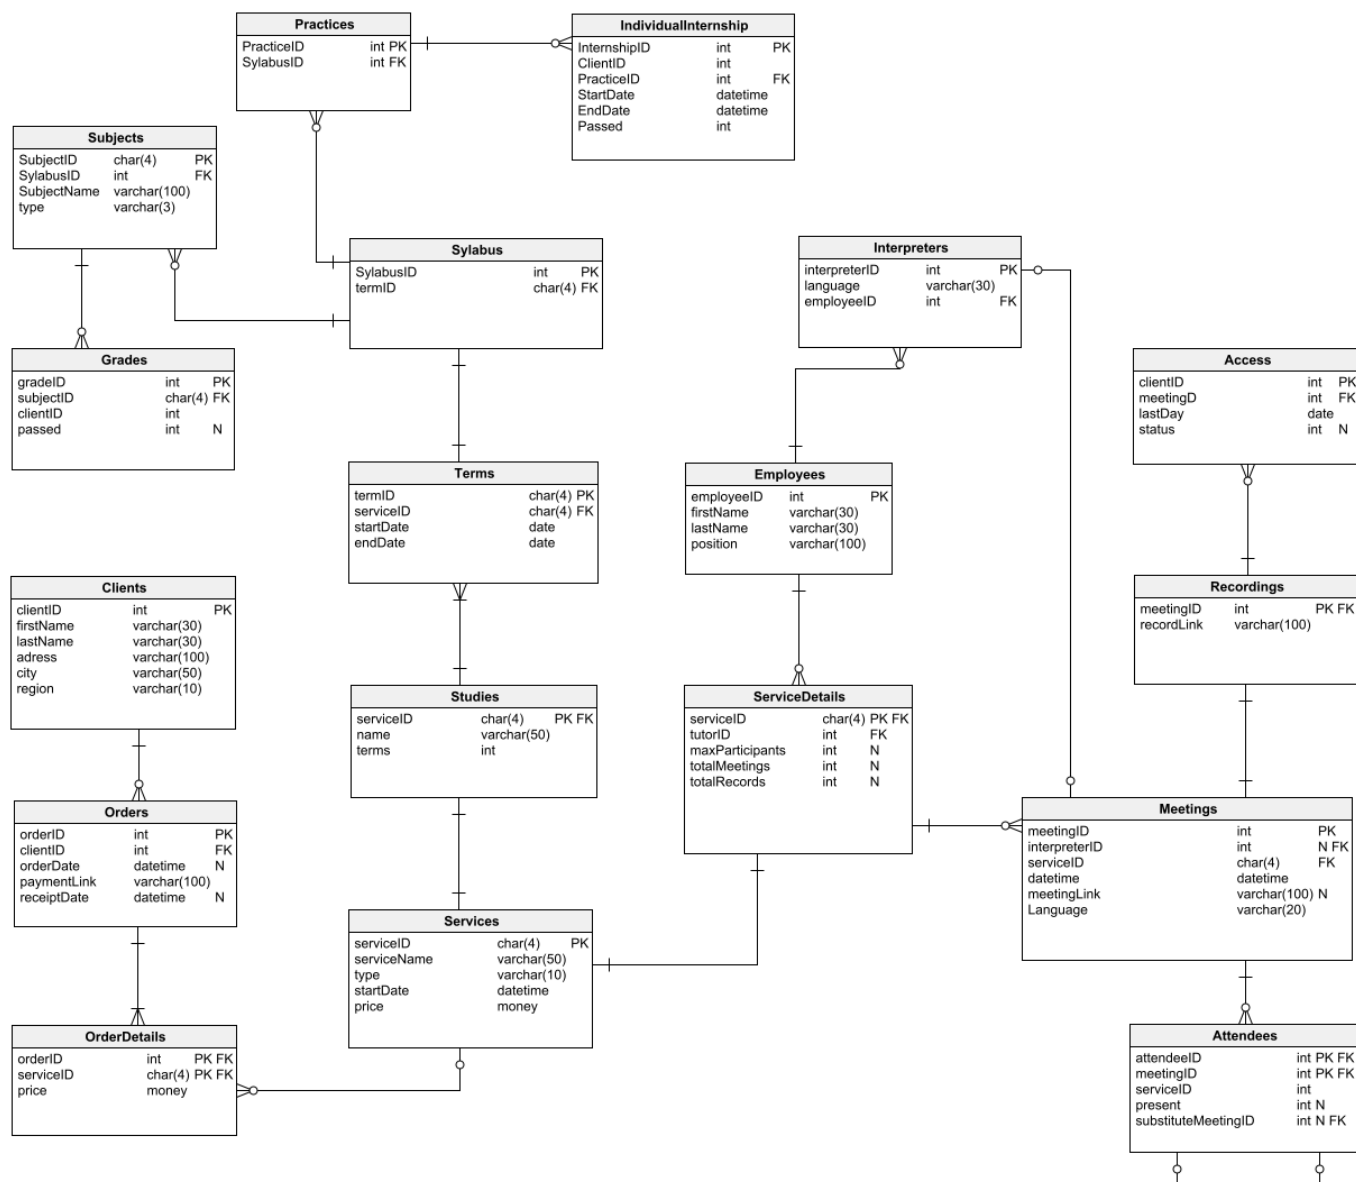 Practices
PracticeID int PK
SylabusID int FK
IndividualInternship
InternshipID int PK
ClientID int
PracticeID int FK
StartDate datetime
EndDate datetime
Passed int
Subjects
SubjectID char(4) PK
SylabusID int FK
SubjectName varchar(100)
type varchar(3)
Sylabus
SylabusID int PK
termID char(4) FK
Interpreters
interpreterID int PK
language varchar(30)
employeeID int FK
Grades
gradeID int PK
subjectID char(4) FK
clientID int
passed int N
Access
clientID int PK
meetingD int FK
lastDay date
status int N
Terms
termID char(4) PK
serviceID char(4) FK
startDate date
endDate date
Employees
employeeID int PK
firstName varchar(30)
lastName varchar(30)
position varchar(100)
Clients
clientID int PK
firstName varchar(30)
lastName varchar(30)
adress varchar(100)
city varchar(50)
region varchar(10)
Recordings
meetingID int PK FK
recordLink varchar(100)
Studies
serviceID char(4) PK FK
name varchar(50)
terms int
ServiceDetails
serviceID char(4) PK FK
tutorID int FK
maxParticipants int N
totalMeetings int N
totalRecords int N
Orders
orderID int PK
clientID int FK
orderDate datetime N
paymentLink varchar(100)
receiptDate datetime N
Meetings
meetingID int PK
interpreterID int N FK
serviceID char(4) FK
datetime datetime
meetingLink varchar(100) N
Language varchar(20)
Services
serviceID char(4) PK
serviceName varchar(50)
type varchar(10)
startDate datetime
price money
OrderDetails
orderID int PK FK
serviceID char(4) PK FK
price money
Attendees
attendeeID int PK FK
meetingID int PK FK
serviceID int
present int N
substituteMeetingID int N FK